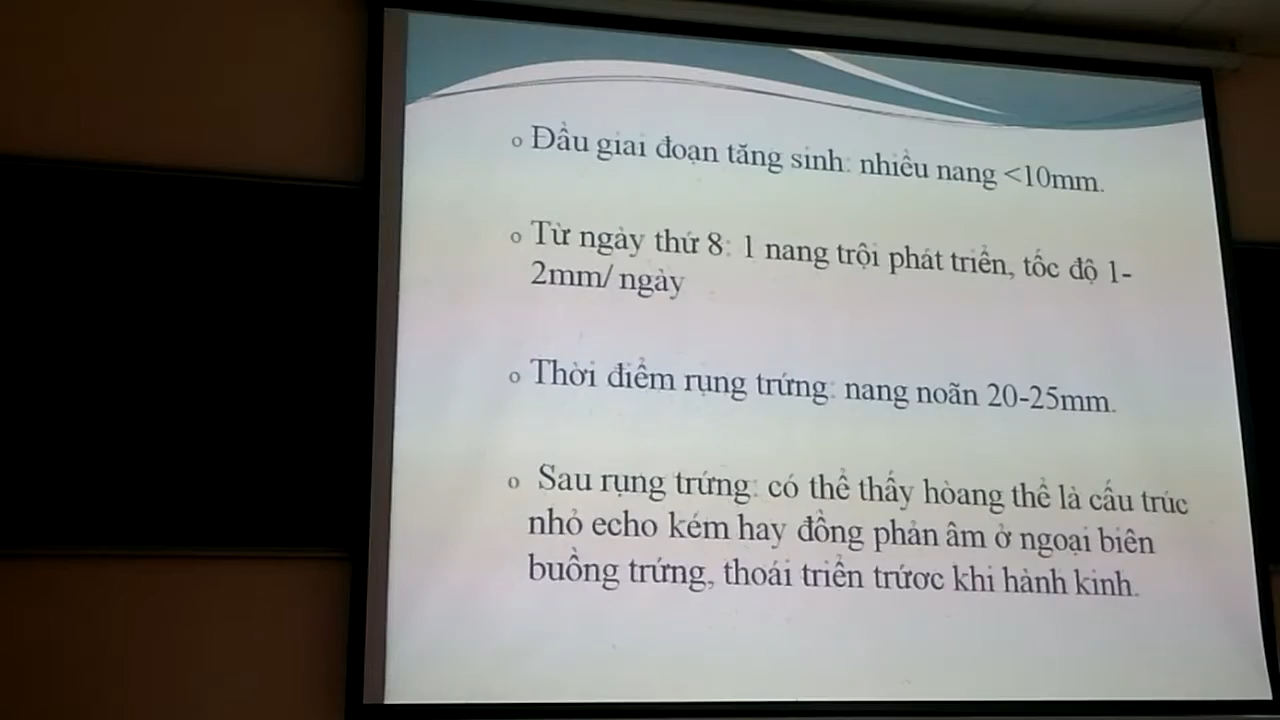 o Đầu giai đoạn tăng sinh: nhiều nang <10mm.
o Từ ngày thứ 8: 1 nang trội phát triển, tốc độ 1-
2mm/ ngày
o Thời điểm rụng trứng: nang noãn 20-25mm.
o Sau rụng trứng: có thể thấy hòang thể là cấu trúc
nhỏ echo kém hay đồng phản âm ở ngoại biên
buồng trứng, thoái triển trứơc khi hành kinh.